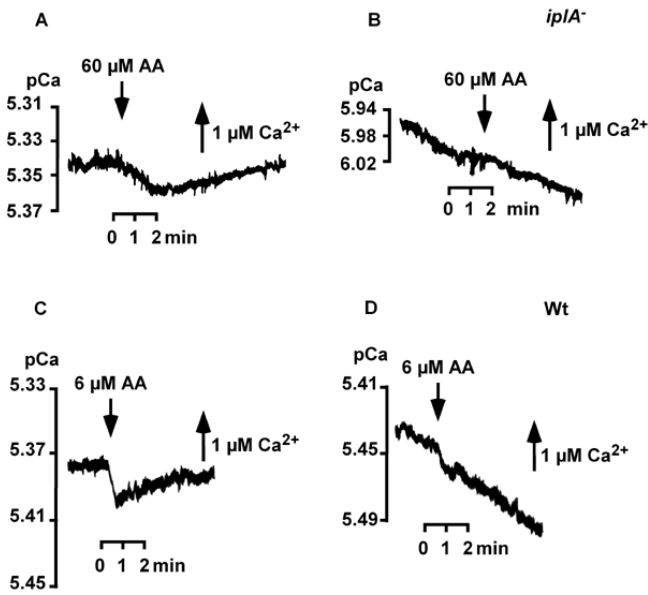 A
60 µM AA
pCa
5.31
5.33
5.35
5.37
1 µM Ca2+
0 1 2 min
B
iplA-
60 µM AA
pCa
5.94
5.98
6.02
1 µM Ca2+
0 1 2 min
C
pCa
6 µM AA
5.33
5.37
5.41
5.45
1 µM Ca2+
0 1 2 min
D
Wt
pCa
6 µM AA
5.41
5.45
5.49
1 µM Ca2+
0 1 2 min